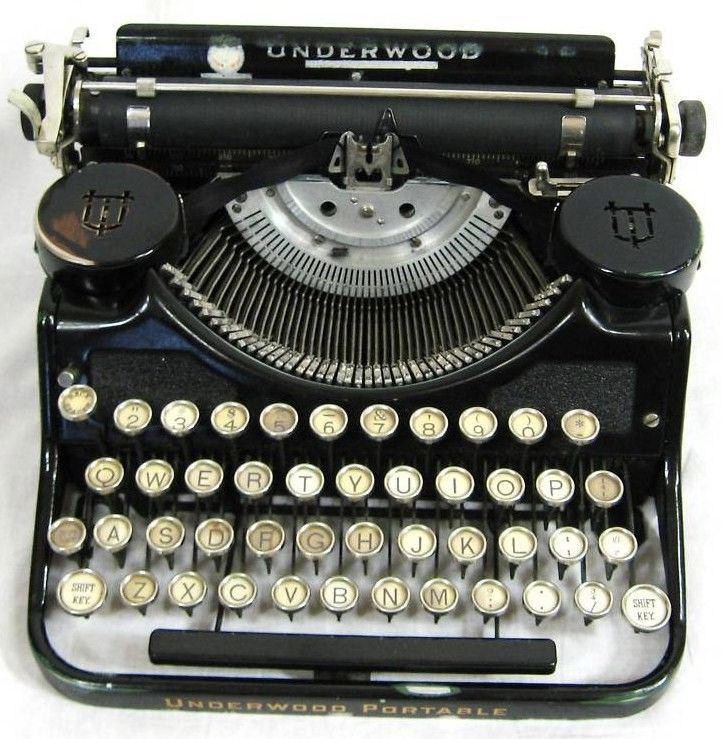 UNDERWOOD
" 2 3 $ 4 5 - 6 & 7 ' 8 ( 9 ) 0 * -
Q W E R T Y U I O P
A S D F G H J K L
SHIFT KEY Z X C V B N M SHIFT KEY
UNDERWOOD PORTABLE